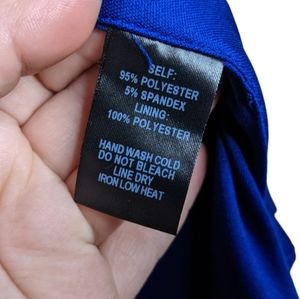 SELF:
95% POLYESTER
5% SPANDEX
LINING:
100% POLYESTER
HAND WASH COLD
DO NOT BLEACH
LINE DRY
IRON LOW HEAT